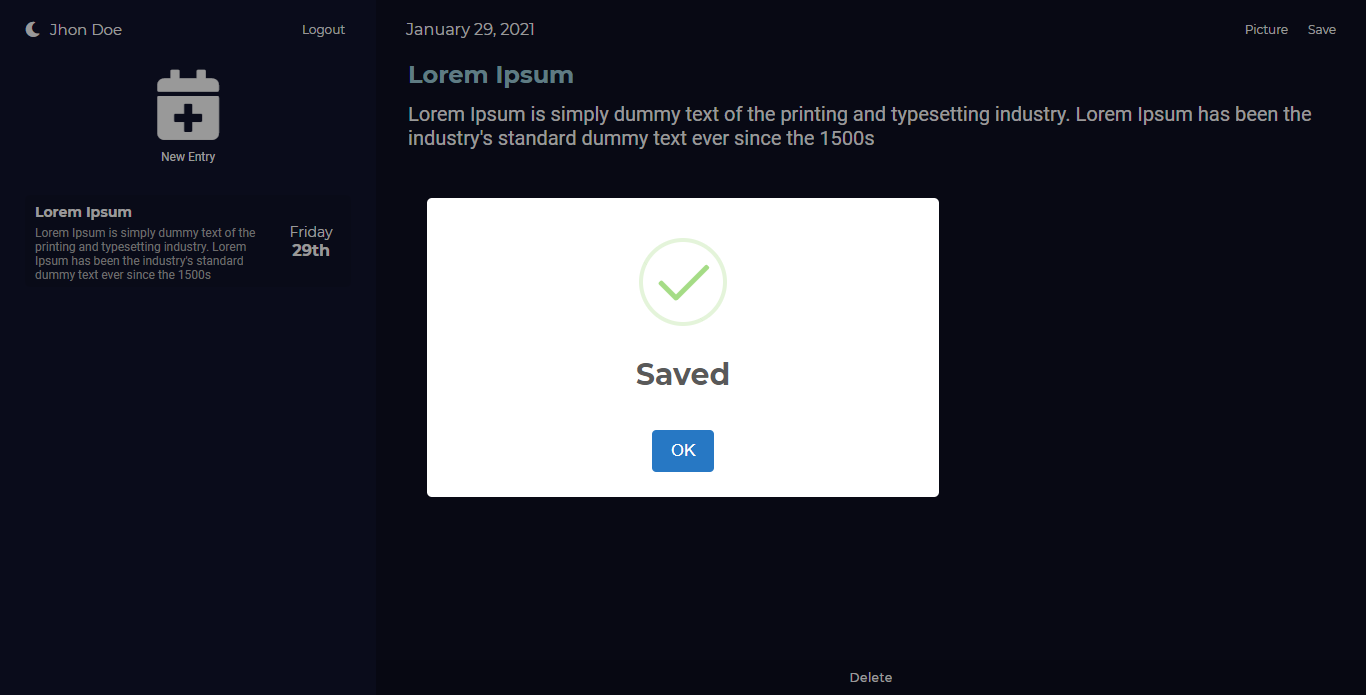 Jhon Doe
Logout
New Entry
Lorem Ipsum
Lorem Ipsum is simply dummy text of the
printing and typesetting industry. Lorem
Ipsum has been the industry's standard
dummy text ever since the 1500s
Friday
29th
January 29, 2021
Picture
Save
Lorem Ipsum
Lorem Ipsum is simply dummy text of the printing and typesetting industry. Lorem Ipsum has been the
industry's standard dummy text ever since the 1500s
Saved
OK
Delete